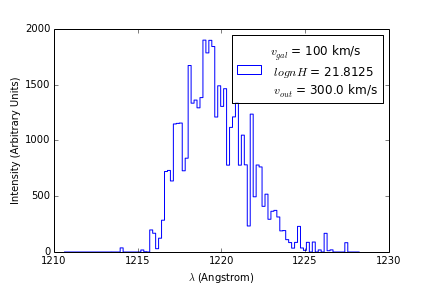 2000
1500
1000
500
0
1210
1215
1220
1225
1230
Intensity (Arbitrary Units)
λ (Angstrom)
v_gal = 100 km/s
lognH = 21.8125
v_out = 300.0 km/s